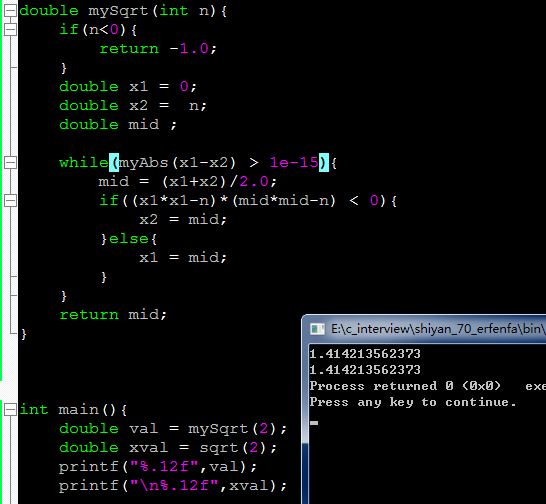 double mySqrt(int n){
    if(n<0){
        return -1.0;
    }
    double x1 = 0;
    double x2 =  n;
    double mid ;
    while(myAbs(x1-x2) > 1e-15){
        mid = (x1+x2)/2.0;
        if((x1*x1-n)*(mid*mid-n) < 0){
            x2 = mid;
        }else{
            x1 = mid;
        }
    }
    return mid;
}
int main(){
    double val = mySqrt(2);
    double xval = sqrt(2);
    printf("%.12f",val);
    printf("\n%.12f",xval);
E:\c_interview\shiyan_70_erfenfa\bin\
1.414213562373
1.414213562373
Process returned 0 (0x0)   exe
Press any key to continue.